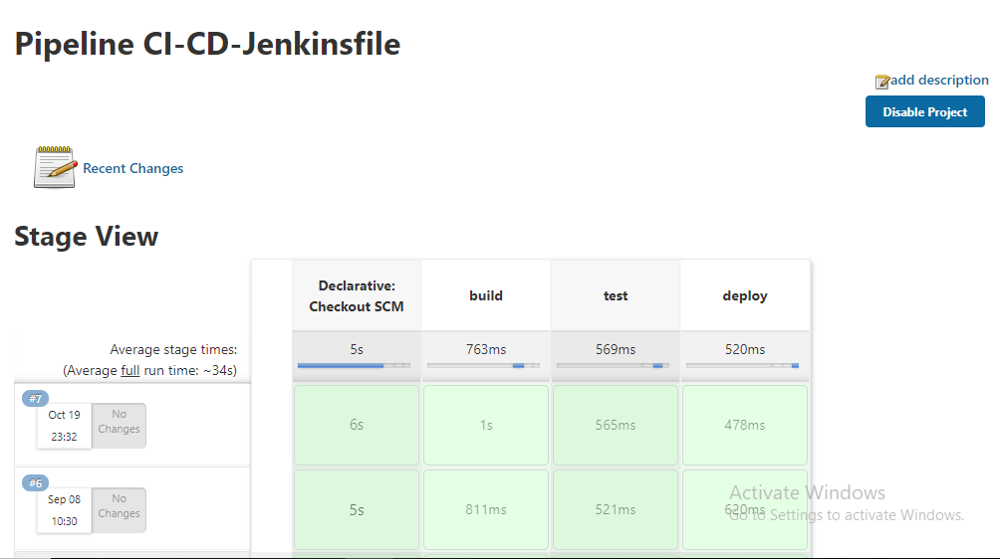 Pipeline CI-CD-Jenkinsfile
add description
Disable Project
Recent Changes
Stage View
Declarative:
Checkout SCM
build
test
deploy
Average stage times:
(Average full run time: ~34s)
5s
763ms
569ms
520ms
#7
Oct 19
23:32
No
Changes
6s
1s
565ms
478ms
#6
Sep 08
10:30
No
Changes
5s
811ms
521ms
620ms
Activate Windows
Go to Settings to activate Windows.